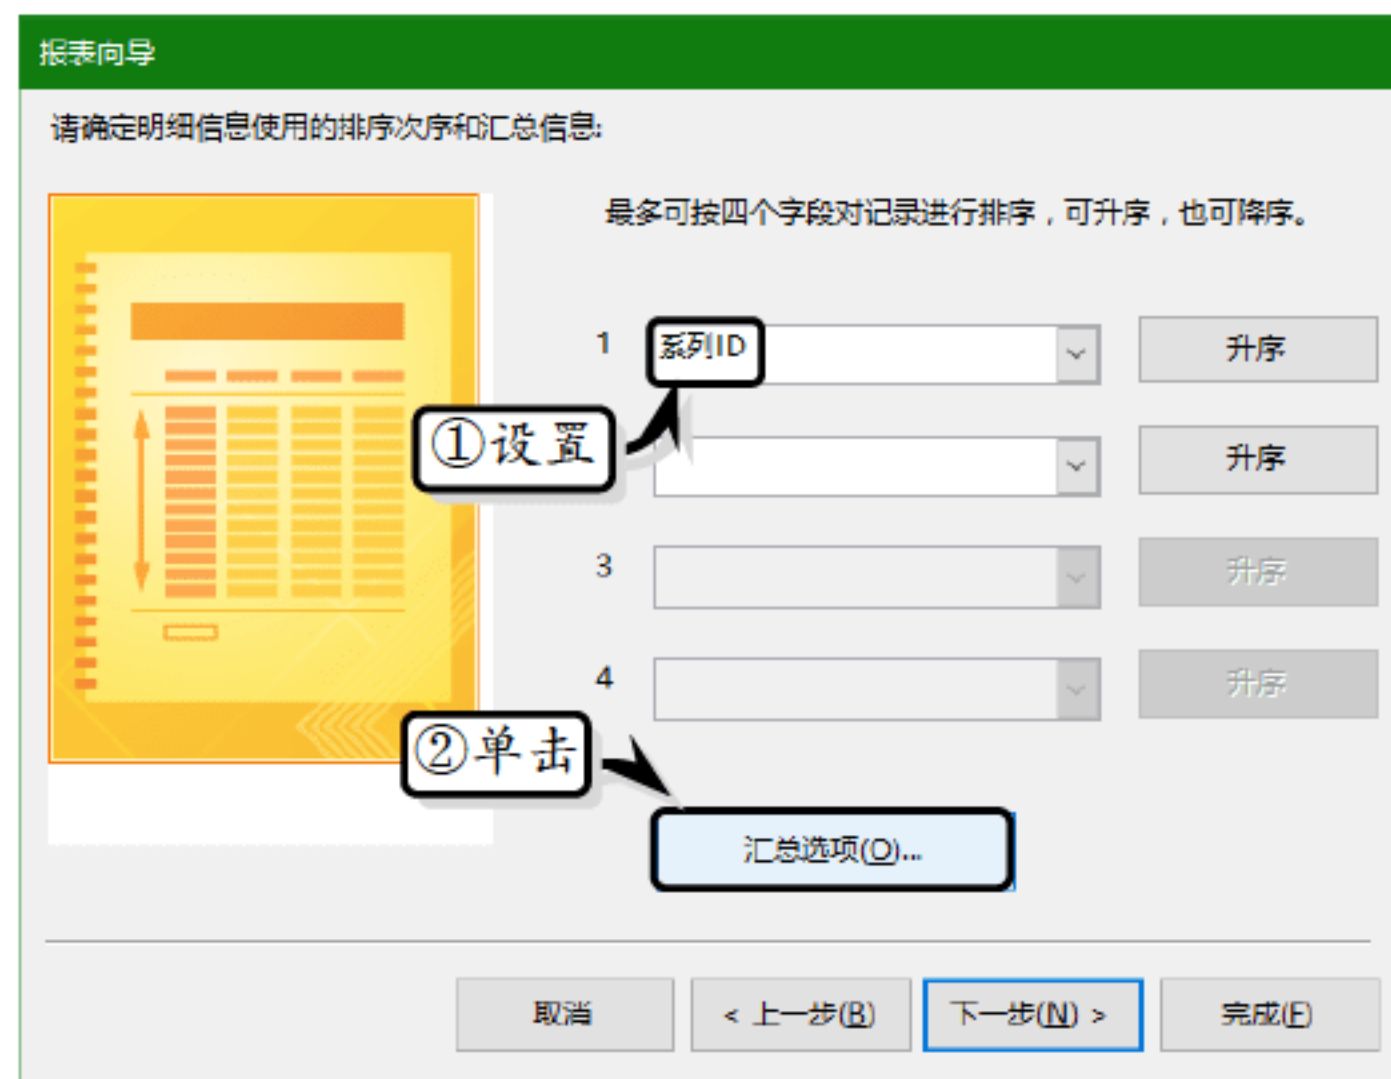 报表向导
请确定明细信息使用的排序次序和汇总信息:
最多可按四个字段对记录进行排序，可升序，也可降序。
1 系列ID 升序
①设置
升序
3 升序
4 升序
②单击
汇总选项(O)...
取消 < 上一步(B) 下一步(N) > 完成(F)